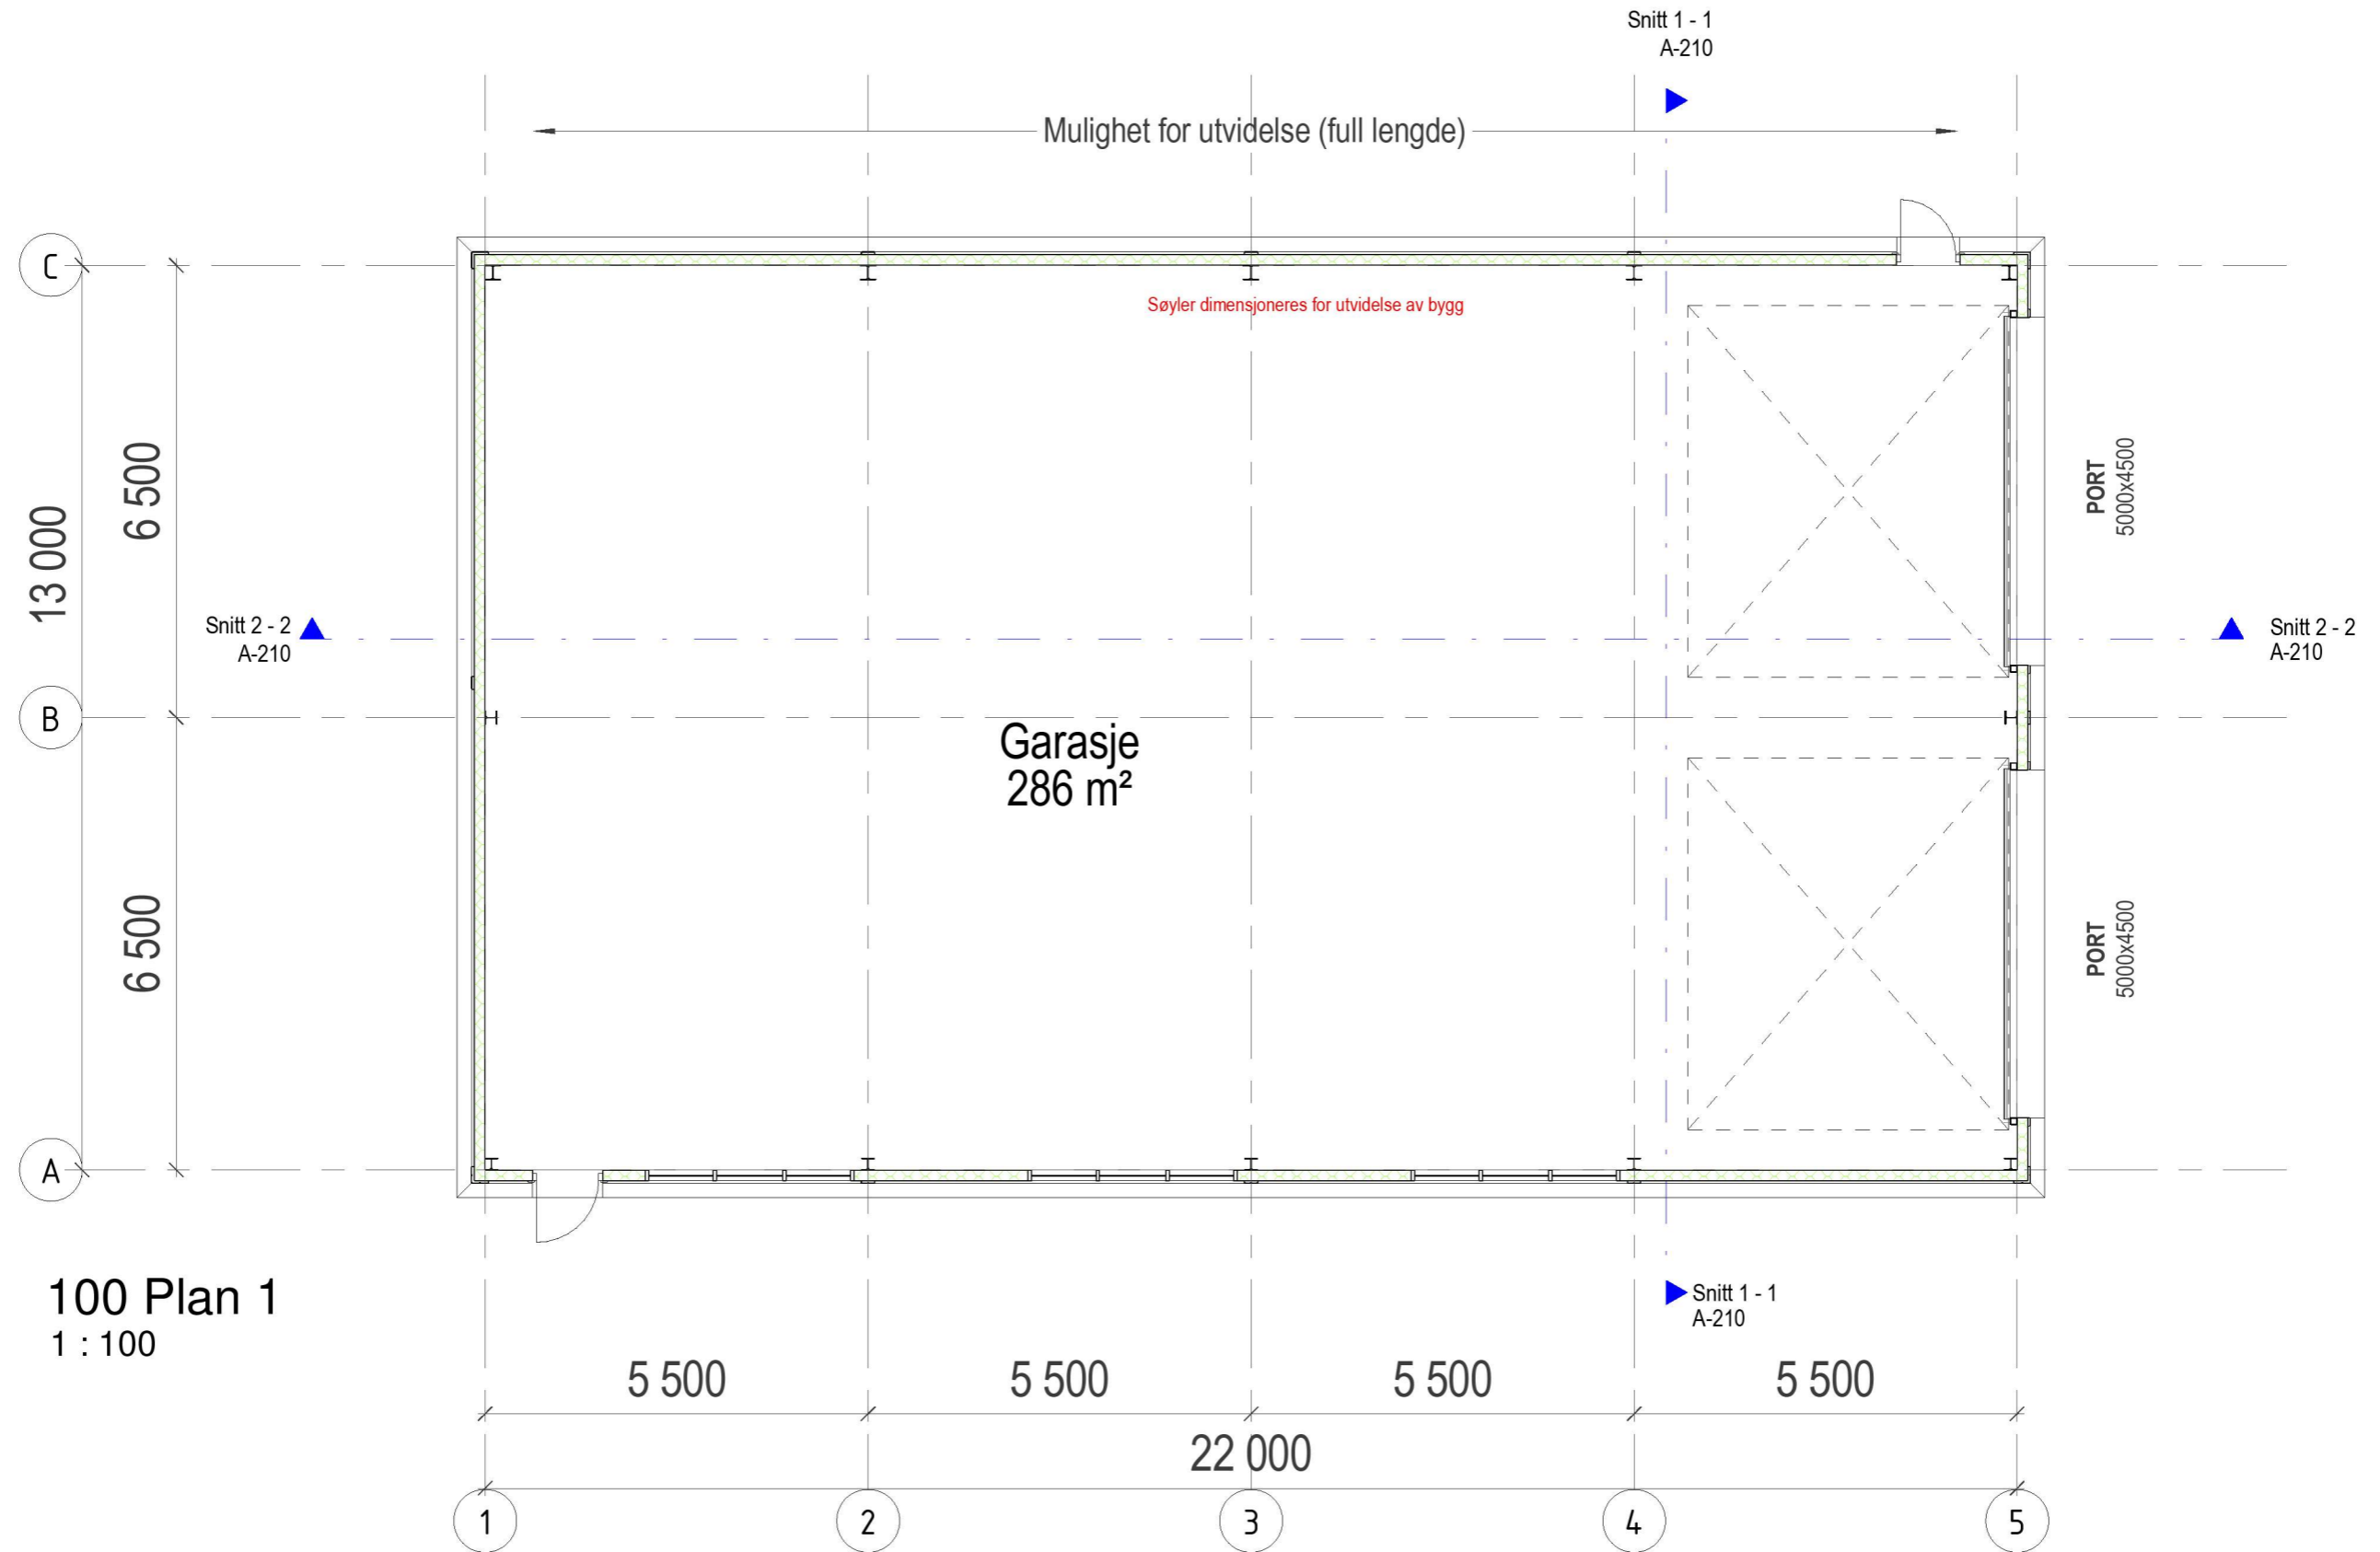 Snitt 1 - 1
A-210
Mulighet for utvidelse (full lengde)
C
Søyler dimensjoneres for utvidelse av bygg
6 500
13 000
PORT
5000x4500
Snitt 2 - 2
A-210
Snitt 2 - 2
A-210
B
Garasje
286 m²
6 500
PORT
5000x4500
A
100 Plan 1
1 : 100
Snitt 1 - 1
A-210
5 500
5 500
5 500
5 500
22 000
1
2
3
4
5